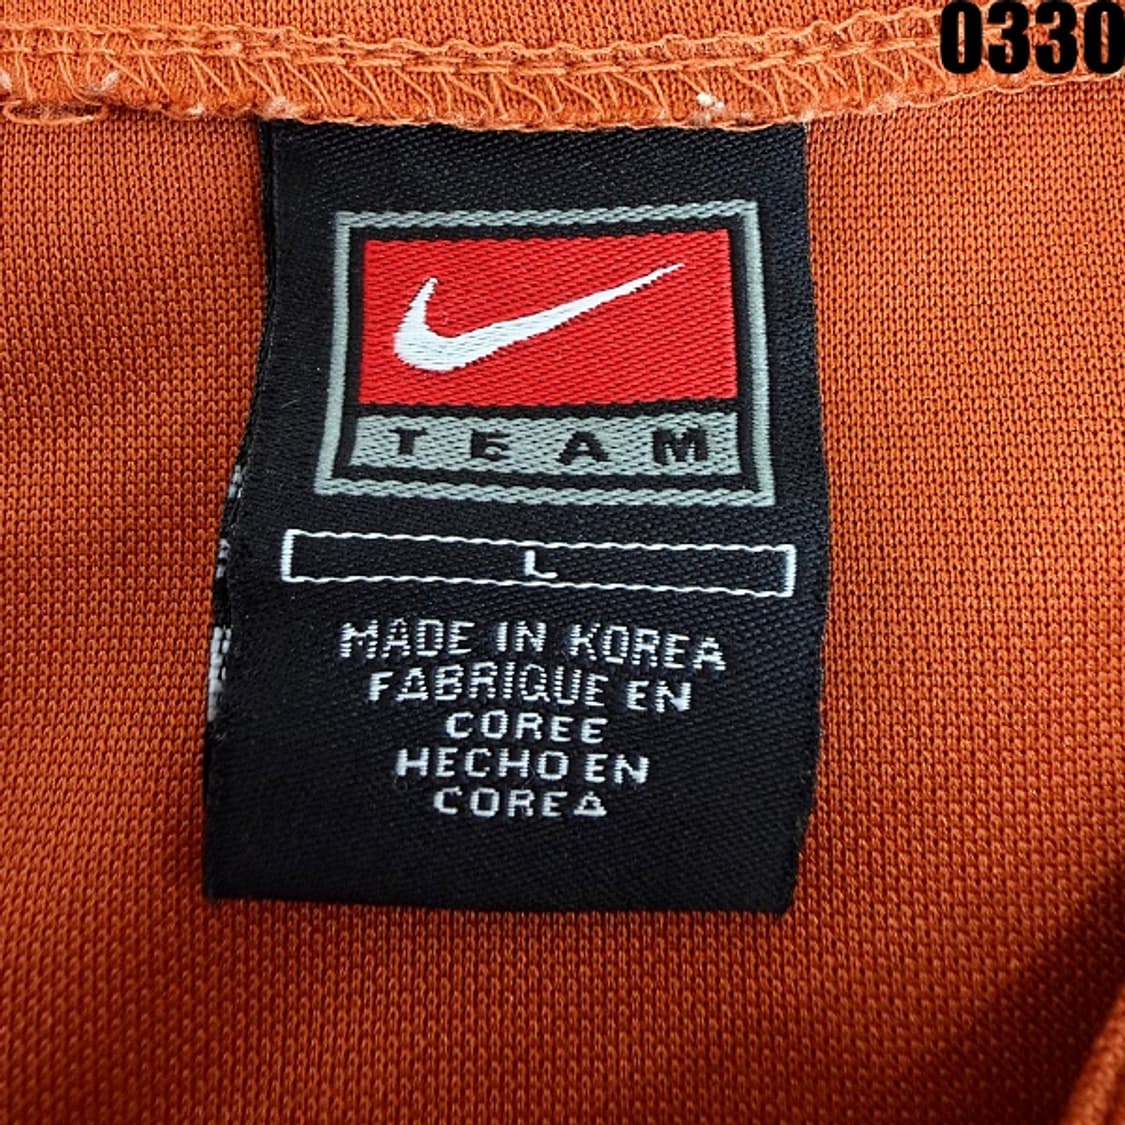 0330
TEAM
L
MADE IN KOREA
FABRIQUE EN
COREE
HECHO EN
COREA